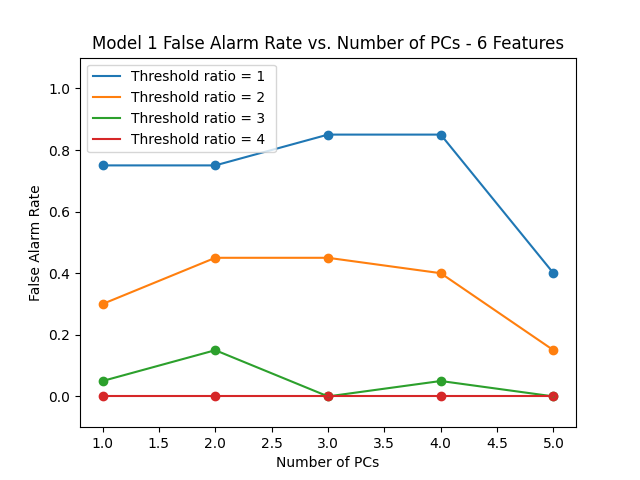 Model 1 False Alarm Rate vs. Number of PCs - 6 Features
Threshold ratio = 1
Threshold ratio = 2
Threshold ratio = 3
Threshold ratio = 4
1.0
0.8
0.6
0.4
0.2
0.0
False Alarm Rate
1.0 1.5 2.0 2.5 3.0 3.5 4.0 4.5 5.0
Number of PCs